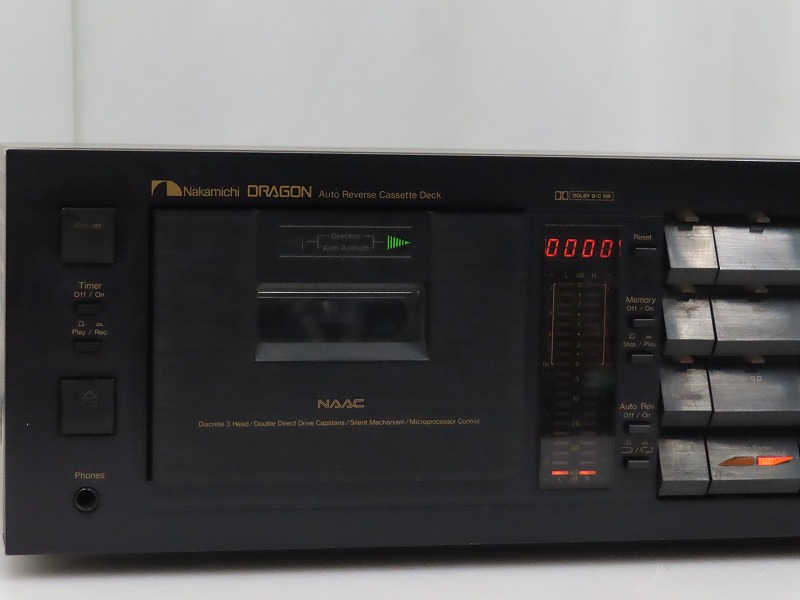 Nakamichi DRAGON Auto Reverse Cassette Deck
DOLBY B-C NR
Power
Direction
Auto Azimuth
0000
Reset
Timer
Off / On
Play / Rec
L dB R
Memory
Off / On
Stop / Play
NAAC
Discrete 3 Head / Double Direct Drive Capstans / Silent Mechanism / Microprocessor Control
Auto Rev
Off / On
Phones